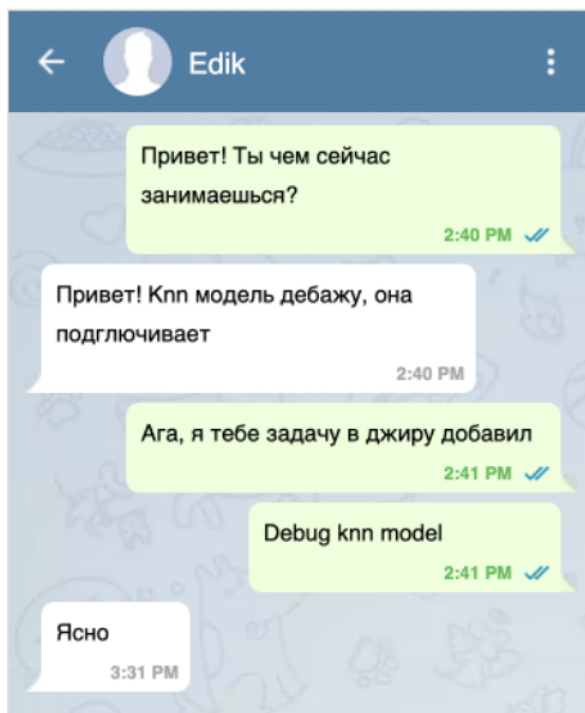 Edik
Привет! Ты чем сейчас
занимаешься?
2:40 PM
Привет! Knn модель дебажу, она
подглючивает
2:40 PM
Ага, я тебе задачу в джиру добавил
2:41 PM
Debug knn model
2:41 PM
Ясно
3:31 PM